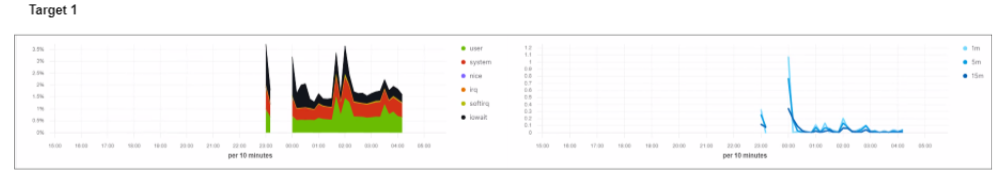 Target 1
3.5%
3%
2.5%
2%
1.5%
1%
0.5%
0%
15:00 16:00 17:00 18:00 19:00 20:00 21:00 22:00 23:00 00:00 01:00 02:00 03:00 04:00 05:00
per 10 minutes
user
system
nice
irq
softirq
iowait
1.2
1.1
1
0.9
0.8
0.7
0.6
0.5
0.4
0.3
0.2
0.1
0
15:00 16:00 17:00 18:00 19:00 20:00 21:00 22:00 23:00 00:00 01:00 02:00 03:00 04:00 05:00
per 10 minutes
1m
5m
15m